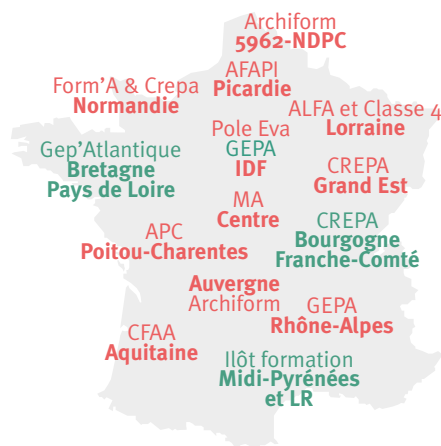 Archiform
5962-NDPC
AFAPI
Picardie
Form'A & Crepa
Normandie
ALFA et Classe 4
Lorraine
Pole Eva
GEPA
IDF
Gep'Atlantique
Bretagne
Pays de Loire
CREPA
Grand Est
MA
Centre
CREPA
Bourgogne
Franche-Comté
APC
Poitou-Charentes
Auvergne
Archiform
GEPA
Rhône-Alpes
CFAA
Aquitaine
Ilôt formation
Midi-Pyrénées
et LR